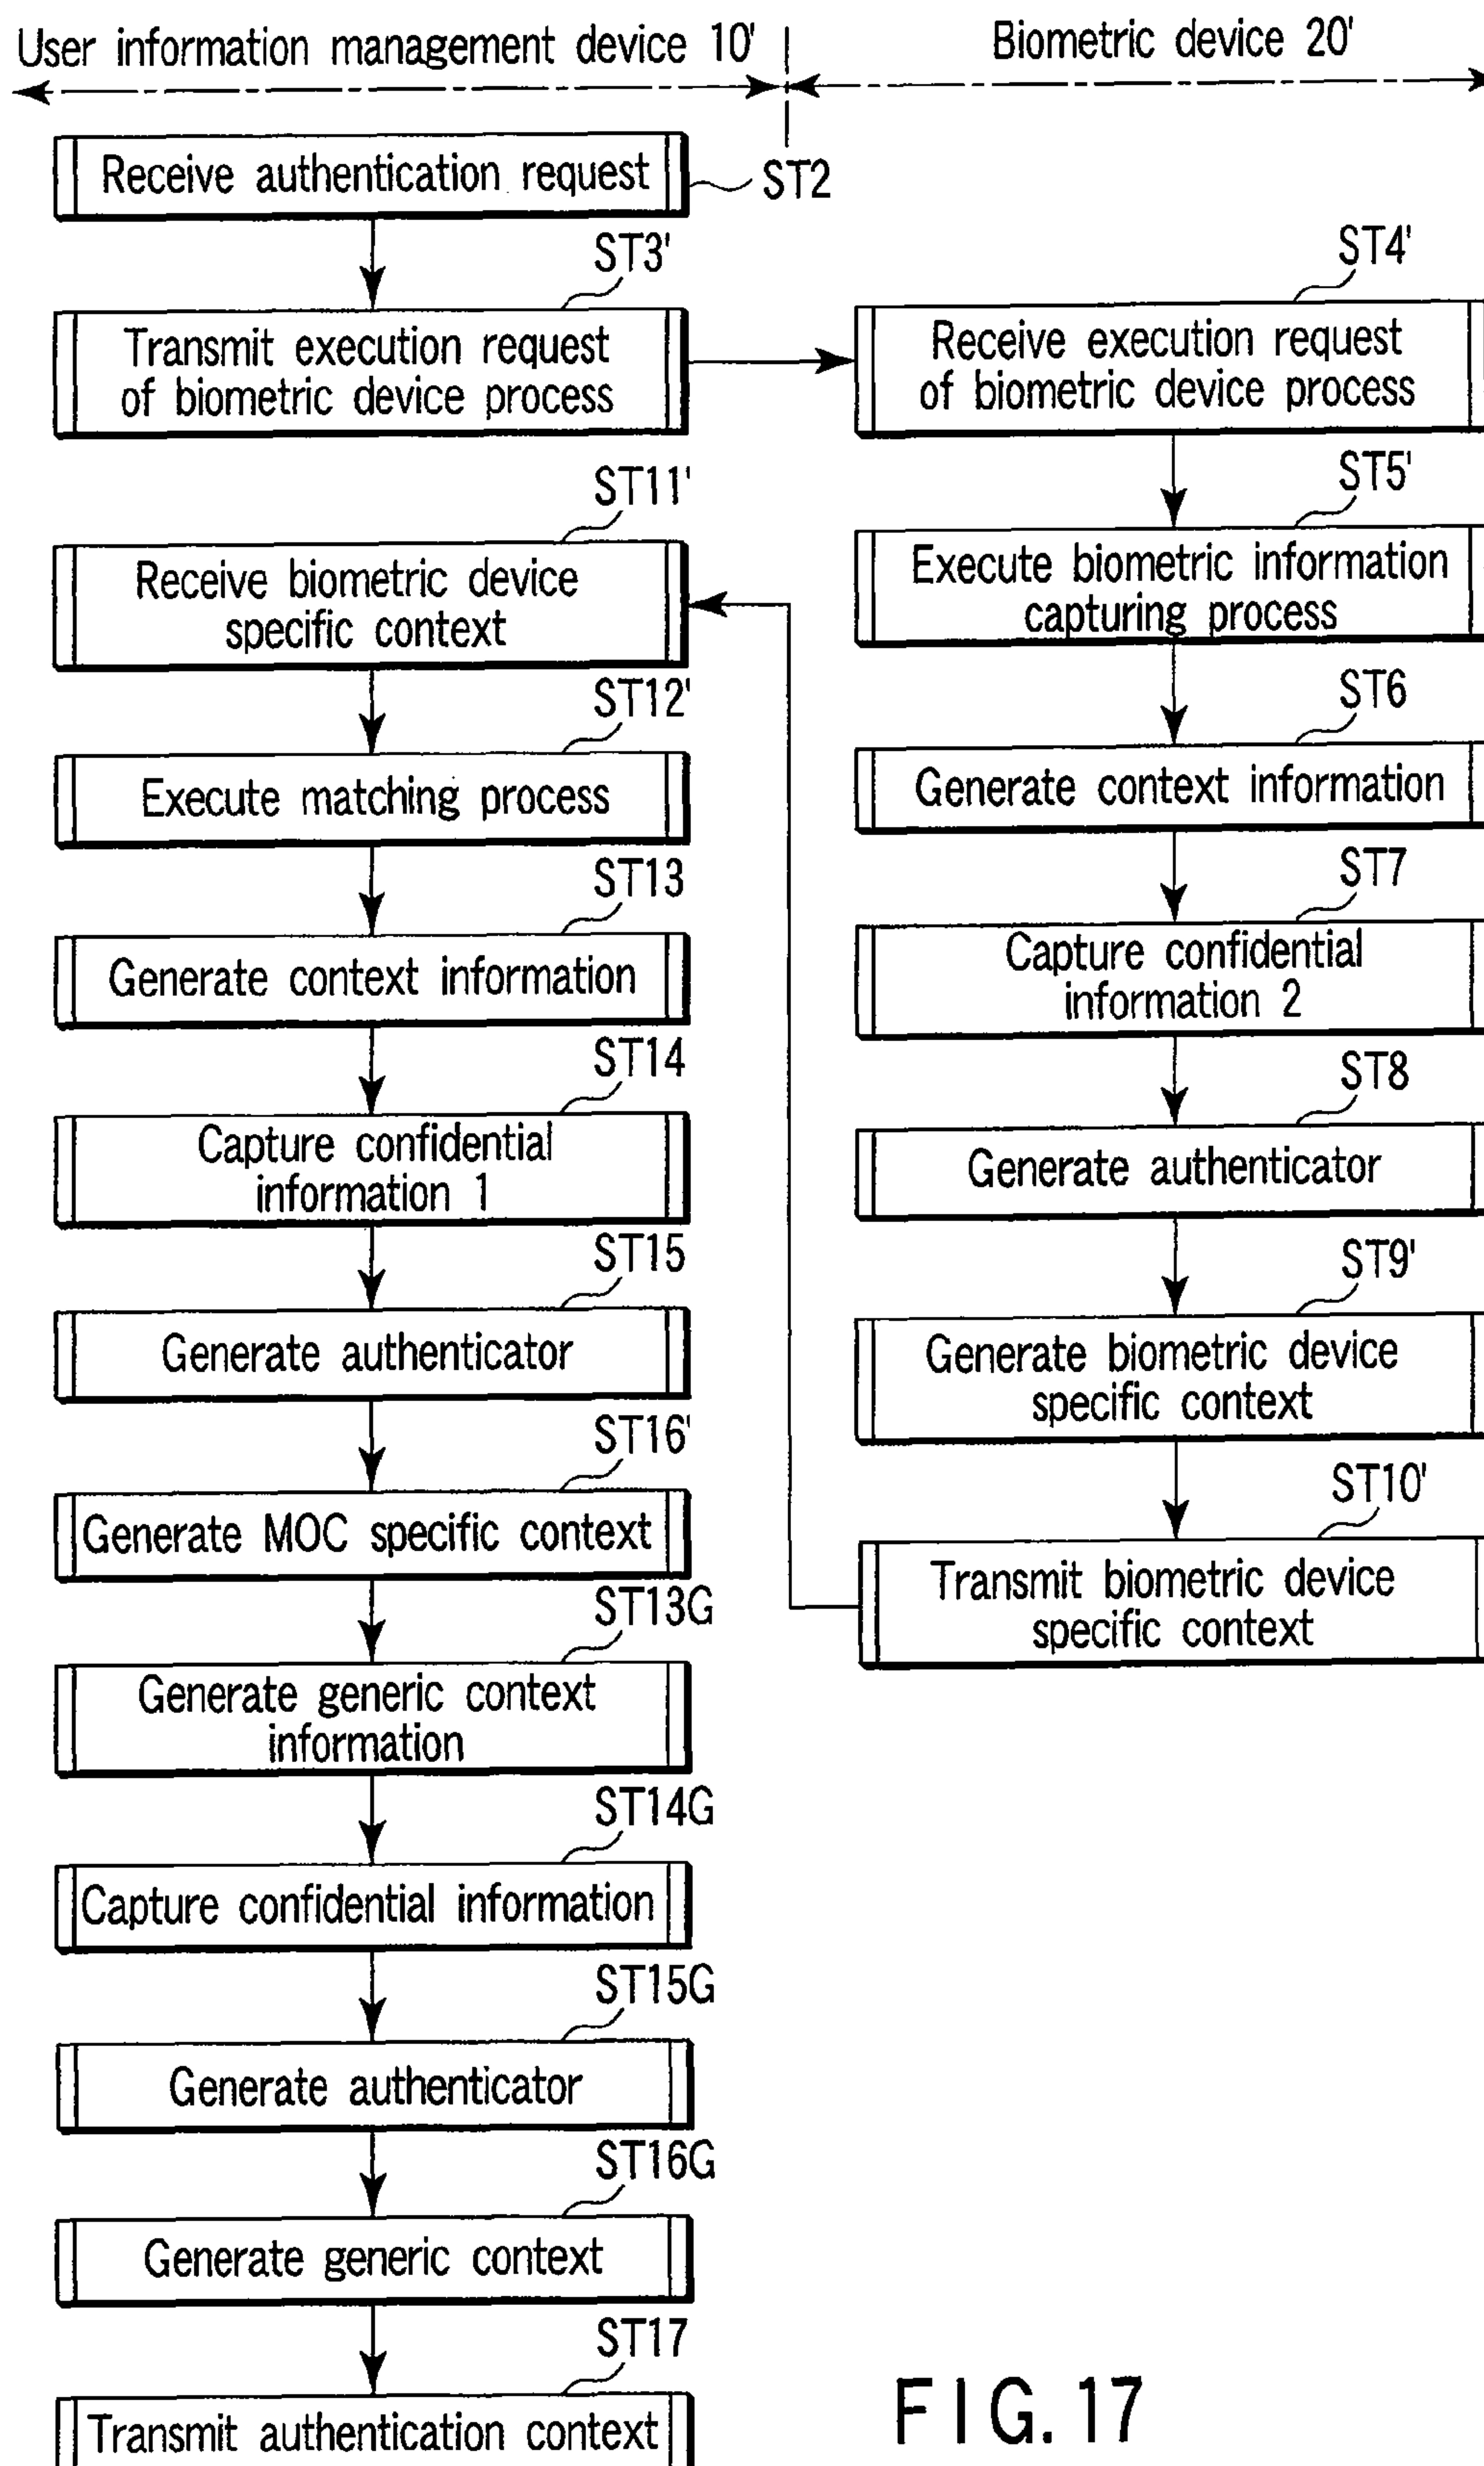 User information management device 10'
Biometric device 20'
Receive authentication request
ST2
ST3'
Transmit execution request
of biometric device process
ST4'
Receive execution request
of biometric device process
ST5'
Execute biometric information
capturing process
ST6
Generate context information
ST7
Capture confidential
information 2
ST8
Generate authenticator
ST9'
Generate biometric device
specific context
ST10'
Transmit biometric device
specific context
ST11'
Receive biometric device
specific context
ST12'
Execute matching process
ST13
Generate context information
ST14
Capture confidential
information 1
ST15
Generate authenticator
ST16'
Generate MOC specific context
ST13G
Generate generic context
information
ST14G
Capture confidential information
ST15G
Generate authenticator
ST16G
Generate generic context
ST17
Transmit authentication context
FIG. 17